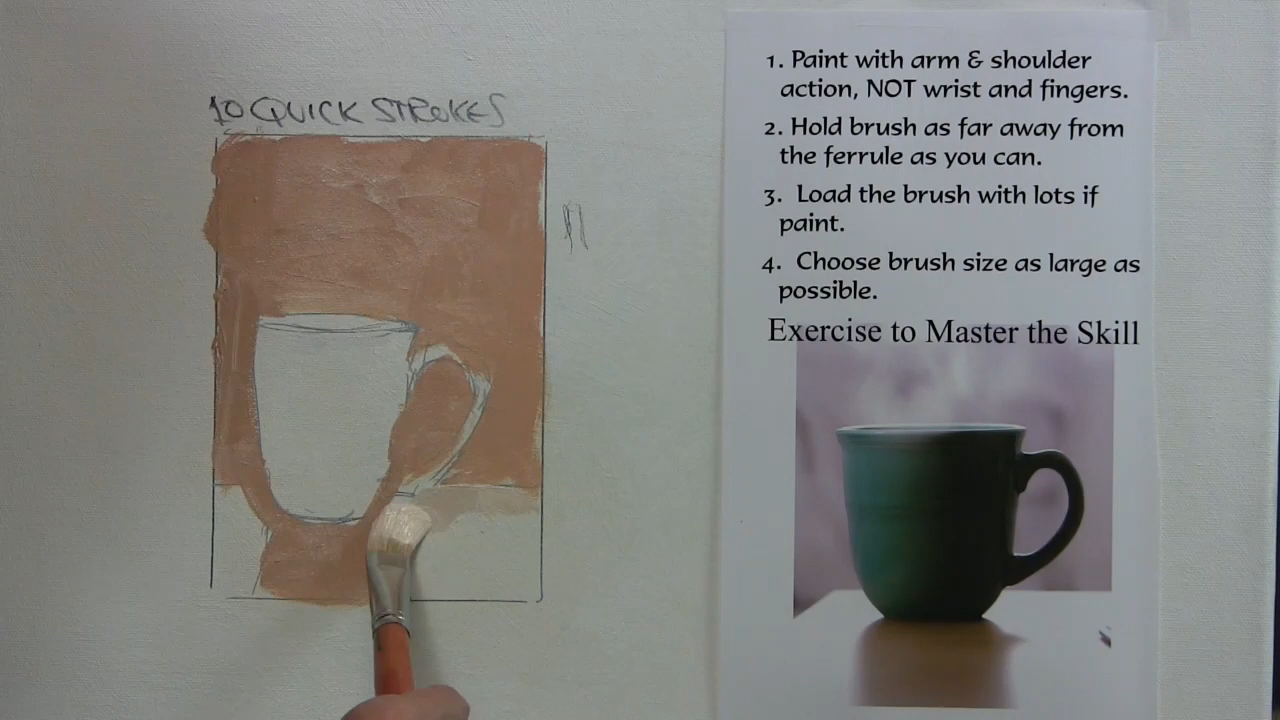 10 QUICK STROKES
1. Paint with arm & shoulder
action, NOT wrist and fingers.
2. Hold brush as far away from
the ferrule as you can.
3. Load the brush with lots if
paint.
4. Choose brush size as large as
possible.
Exercise to Master the Skill